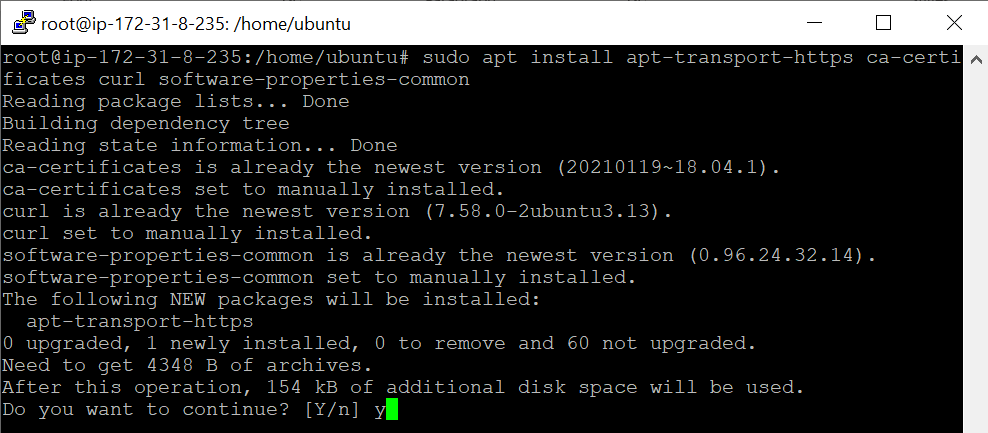 root@ip-172-31-8-235: /home/ubuntu
root@ip-172-31-8-235:/home/ubuntu# sudo apt install apt-transport-https ca-certi
ficates curl software-properties-common
Reading package lists... Done
Building dependency tree
Reading state information... Done
ca-certificates is already the newest version (20210119~18.04.1).
ca-certificates set to manually installed.
curl is already the newest version (7.58.0-2ubuntu3.13).
curl set to manually installed.
software-properties-common is already the newest version (0.96.24.32.14).
software-properties-common set to manually installed.
The following NEW packages will be installed:
  apt-transport-https
0 upgraded, 1 newly installed, 0 to remove and 60 not upgraded.
Need to get 4348 B of archives.
After this operation, 154 kB of additional disk space will be used.
Do you want to continue? [Y/n] y